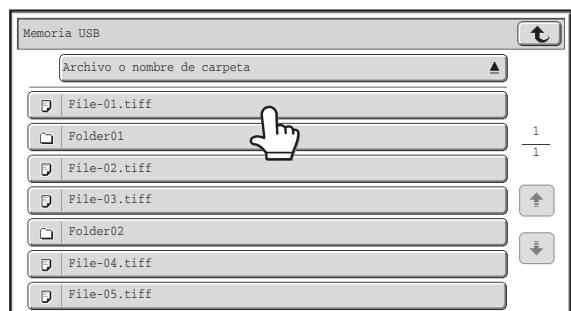 Memoria USB
Archivo o nombre de carpeta
File-01.tiff
Folder01
1
1
File-02.tiff
File-03.tiff
Folder02
File-04.tiff
File-05.tiff